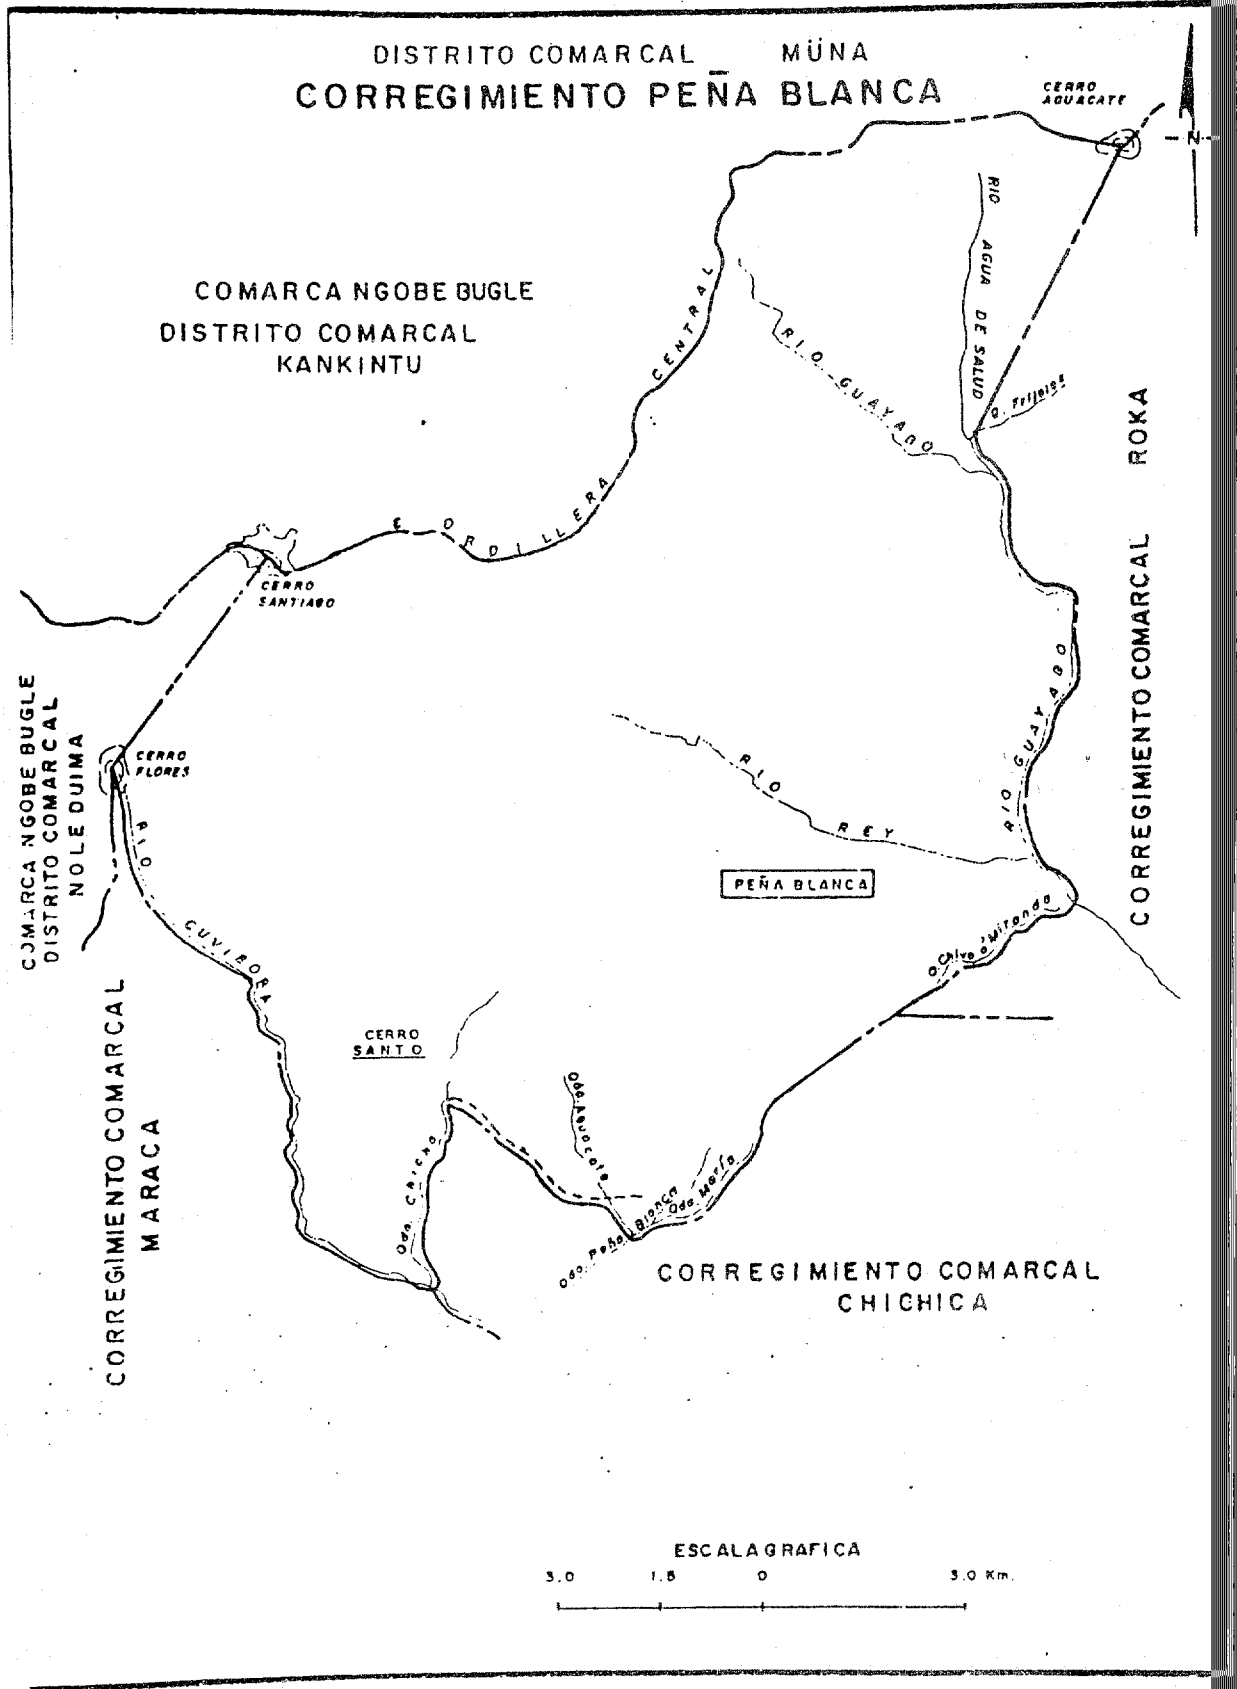 DISTRITO COMARCAL MÜNA
CORREGIMIENTO PEÑA BLANCA
CERRO
AGUACATE
N
RIO AGUA DE SALUD
COMARCA NGOBE BUGLE
DISTRITO COMARCAL
KANKINTU
CORDILLERA CENTRAL
RIO GUAYABO
Q. Frijoles
CORREGIMIENTO COMARCAL ROKA
CERRO
SANTIAGO
COMARCA NGOBE BUGLE
DISTRITO COMARCAL
NOLE DUIMA
CERRO
FLORES
RIO GUAYABO
RIO REY
RIO CUVIBORA
PEÑA BLANCA
Q. Chivo o' Miranda
CERRO
SANTO
CORREGIMIENTO COMARCAL
MARACA
Qda. CAICHO
Qda. Aguacate
Qda. Peña Blanca
Qda María
CORREGIMIENTO COMARCAL
CHICHICA
ESCALA GRAFICA
3.0 1.5 0 3.0 Km.